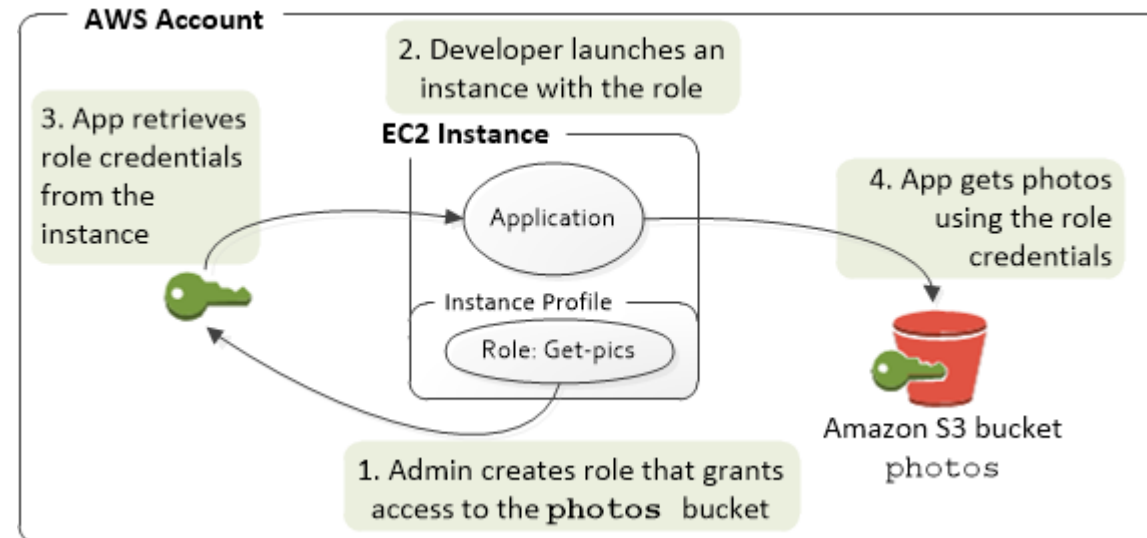 AWS Account
2. Developer launches an
instance with the role
3. App retrieves
role credentials
from the
instance
EC2 Instance
Application
4. App gets photos
using the role
credentials
Instance Profile
Role: Get-pics
Amazon S3 bucket
photos
1. Admin creates role that grants
access to the photos bucket